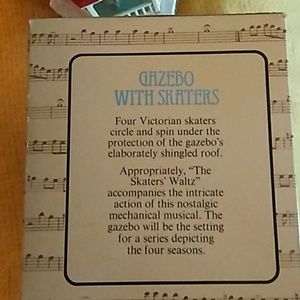 GAZEBO
WITH SKATERS
Four Victorian skaters
circle and spin under the
protection of the gazebo's
elaborately shingled roof.
Appropriately, "The
Skaters' Waltz"
accompanies the intricate
action of this nostalgic
mechanical musical. The
gazebo will be the setting
for a series depicting
the four seasons.